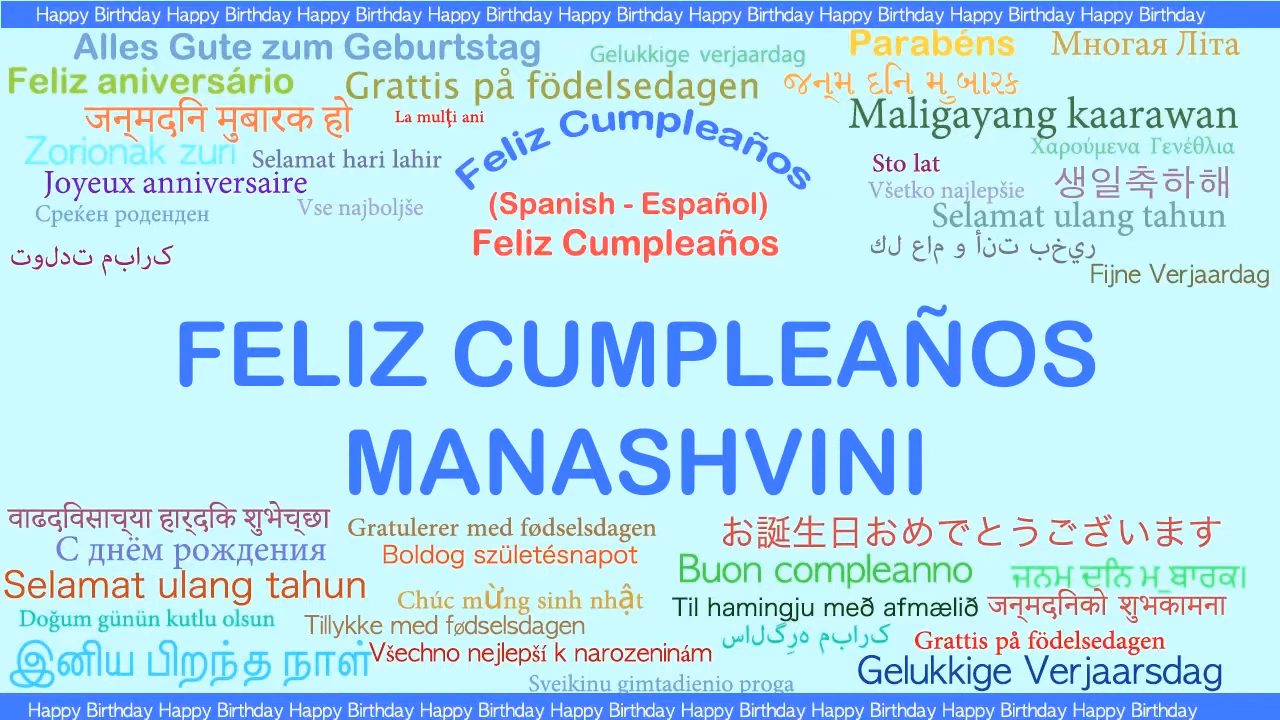 Happy Birthday Happy Birthday Happy Birthday Happy Birthday Happy Birthday Happy Birthday Happy Birthday Happy Birthday Happy Birthday
Alles Gute zum Geburtstag
Gelukkige verjaardag
Parabéns
Многая Літа
Feliz aniversário
Grattis på födelsedagen
જન્મ દિન મુબારક
जन्मदिन मुबारक हो
La mulţi ani
Feliz Cumpleaños
Maligayang kaarawan
Zorionak zuri
Selamat hari lahir
Χαρούμενα Γενέθλια
Sto lat
Joyeux anniversaire
Všetko najlepšie
생일축하해
(Spanish - Español)
Среќен роденден
Vse najboljše
Selamat ulang tahun
Feliz Cumpleaños
تولدت مبارک
كل عام و أنت بخير
Fijne Verjaardag
FELIZ CUMPLEAÑOS
MANASHVINI
वाढदिवसाच्या हार्दिक शुभेच्छा
Gratulerer med fødselsdagen
お誕生日おめでとうございます
С днём рождения
Boldog születésnapot
Buon compleanno
ਜਨਮ ਦਿਨ ਮੁਬਾਰਕ।
Selamat ulang tahun
Chúc mừng sinh nhật
Til hamingju með afmælið
जन्मदिनको शुभकामना
Doğum günün kutlu olsun
Tillykke med fødselsdagen
سالگرہ مبارک
Grattis på födelsedagen
இனிய பிறந்த நாள்
Všechno nejlepší k narozeninám
Gelukkige Verjaarsdag
Sveikinu gimtadienio proga
Happy Birthday Happy Birthday Happy Birthday Happy Birthday Happy Birthday Happy Birthday Happy Birthday Happy Birthday Happy Birthday